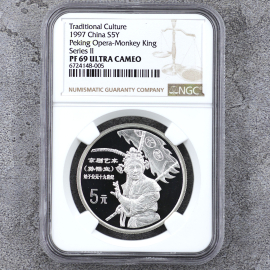 Traditional Culture
1997 China S5Y
Peking Opera-Monkey King
Series II
PF 69 ULTRA CAMEO
6724148-005
NUMISMATIC GUARANTY COMPANY
NGC
京剧艺术
5元